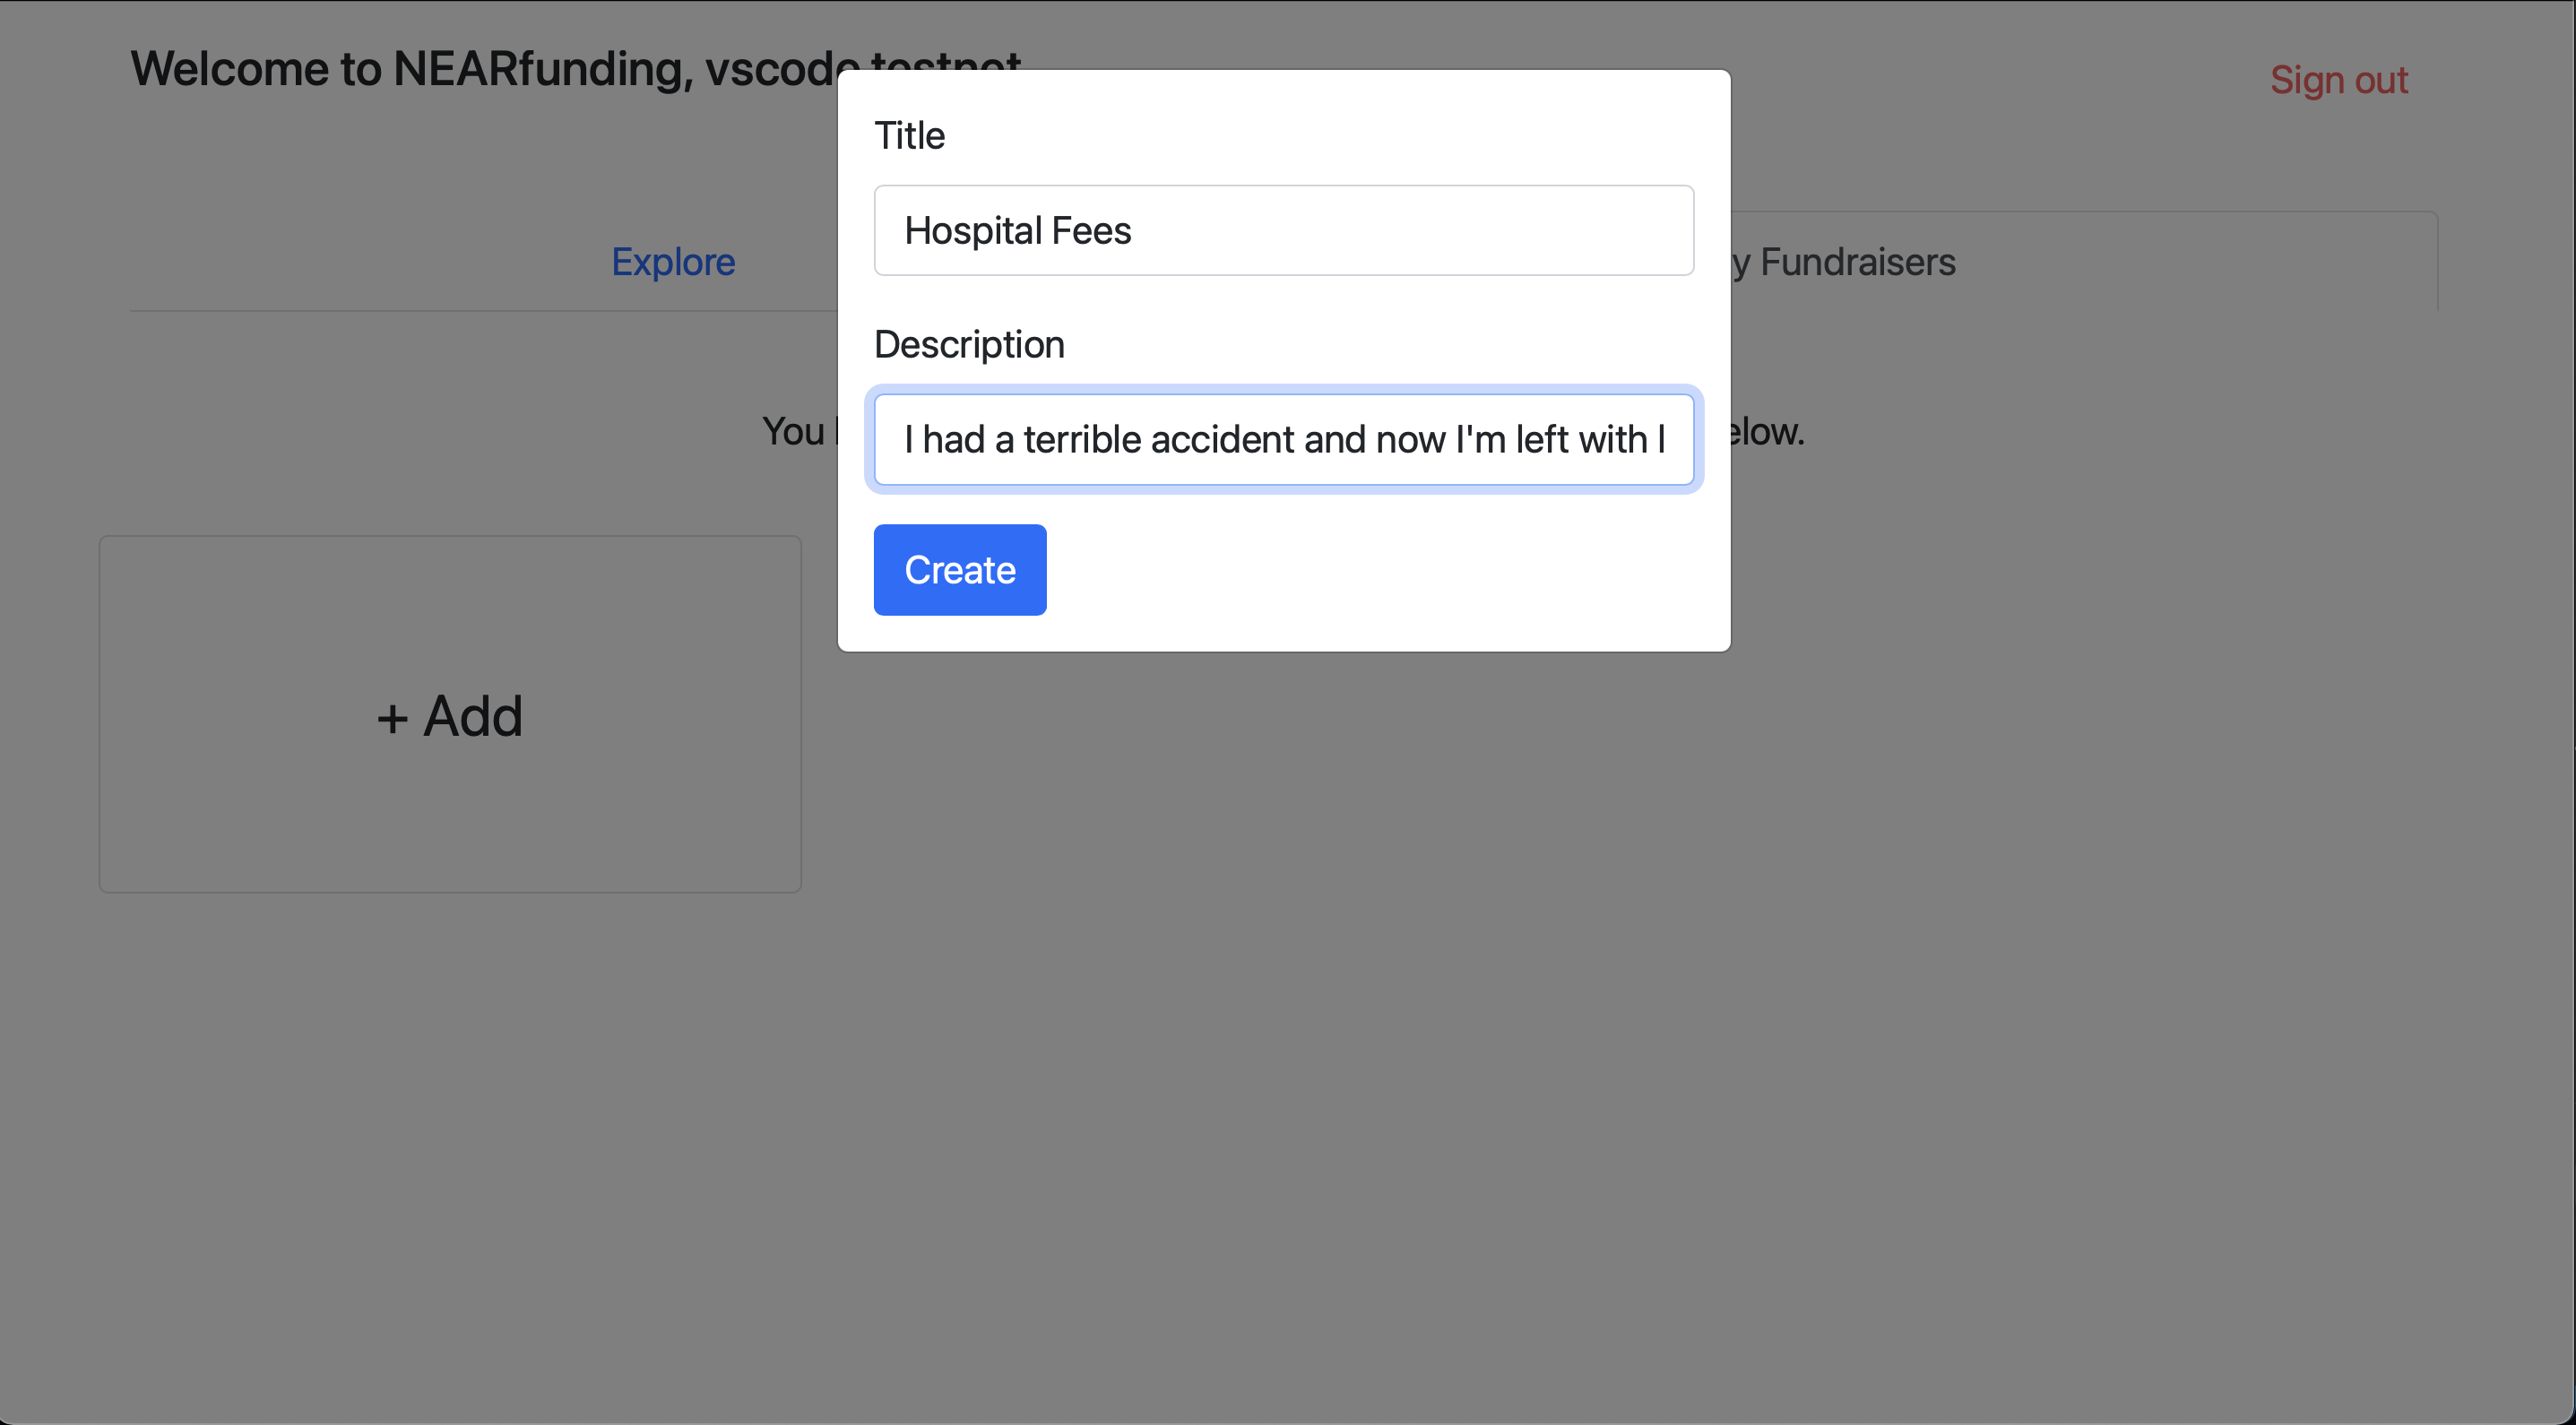 Welcome to NEARfunding, vscode.testnet
Sign out
Title
Hospital Fees
Explore
y Fundraisers
Description
You
elow.
I had a terrible accident and now I'm left with l
Create
+ Add